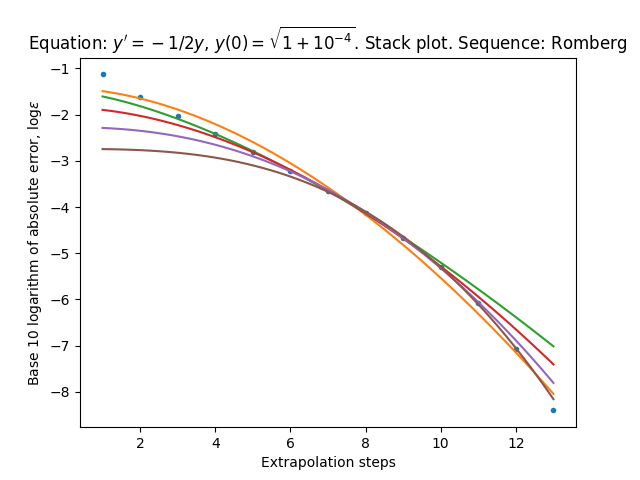 Equation: y′ = −1/2y, y(0) = √1 + 10⁻⁴. Stack plot. Sequence: Romberg
−1
−2
−3
−4
−5
−6
−7
−8
Base 10 logarithm of absolute error, logε
2 4 6 8 10 12
Extrapolation steps